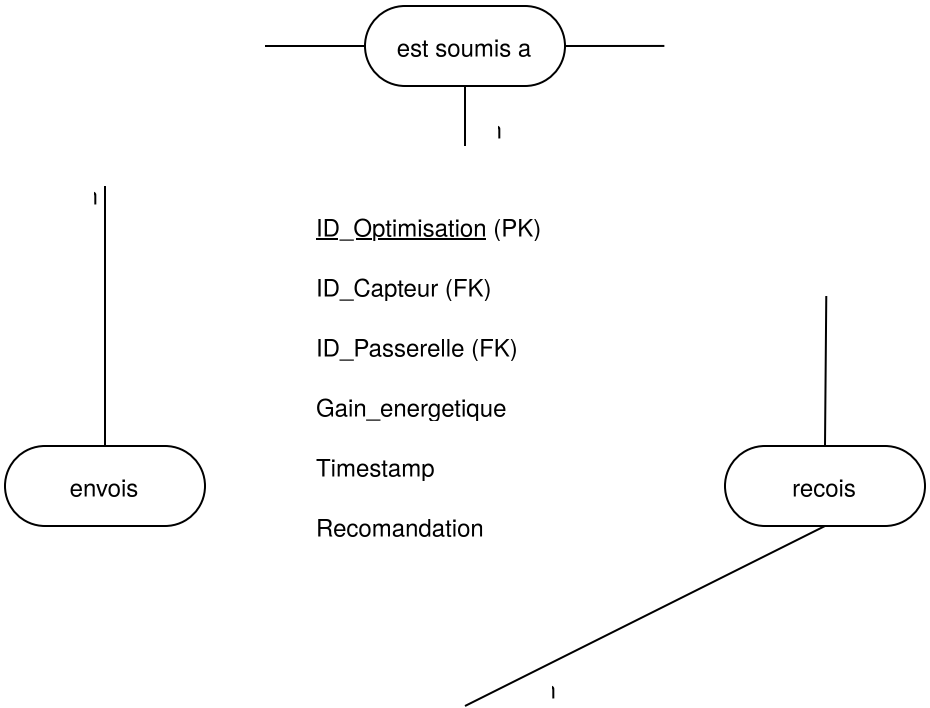 est soumis a
ID_Optimisation (PK)
ID_Capteur (FK)
ID_Passerelle (FK)
Gain_energetique
Timestamp
envois
recois
Recomandation